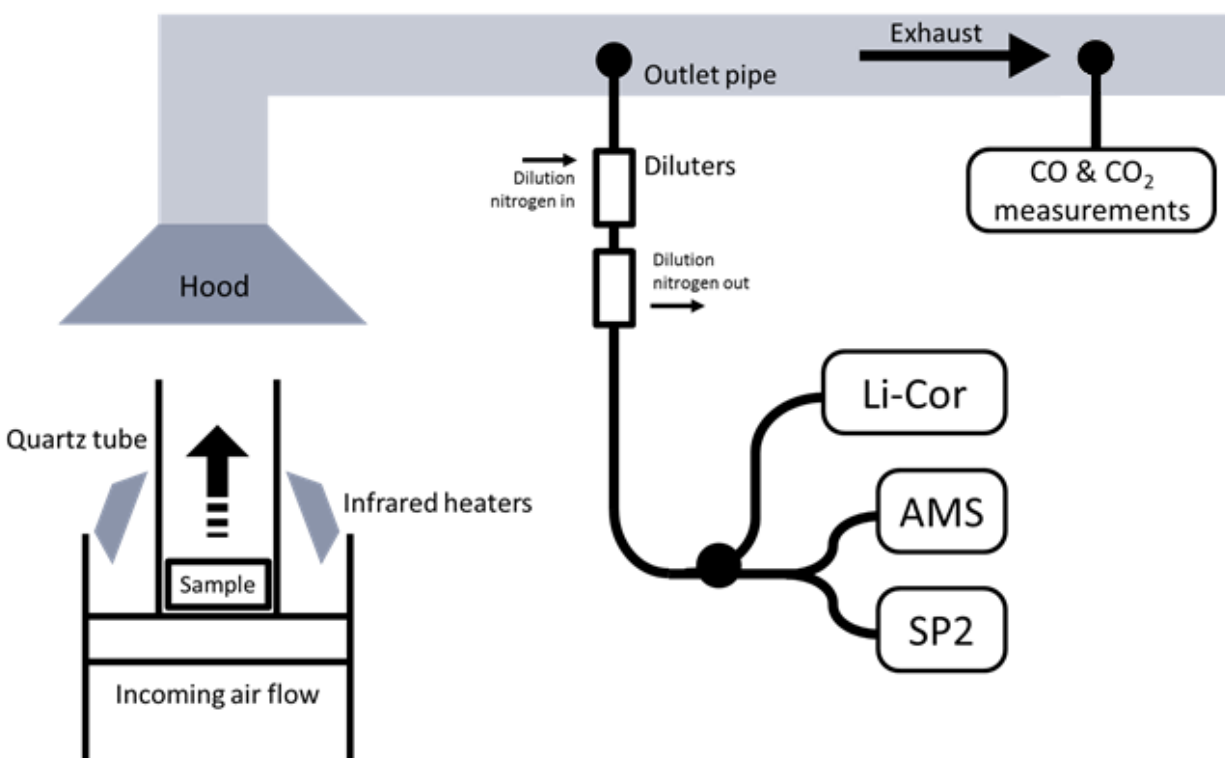 Exhaust
Outlet pipe
Diluters
Dilution
nitrogen in
CO & CO₂
measurements
Dilution
nitrogen out
Hood
Li-Cor
Quartz tube
Infrared heaters
AMS
Sample
SP2
Incoming air flow